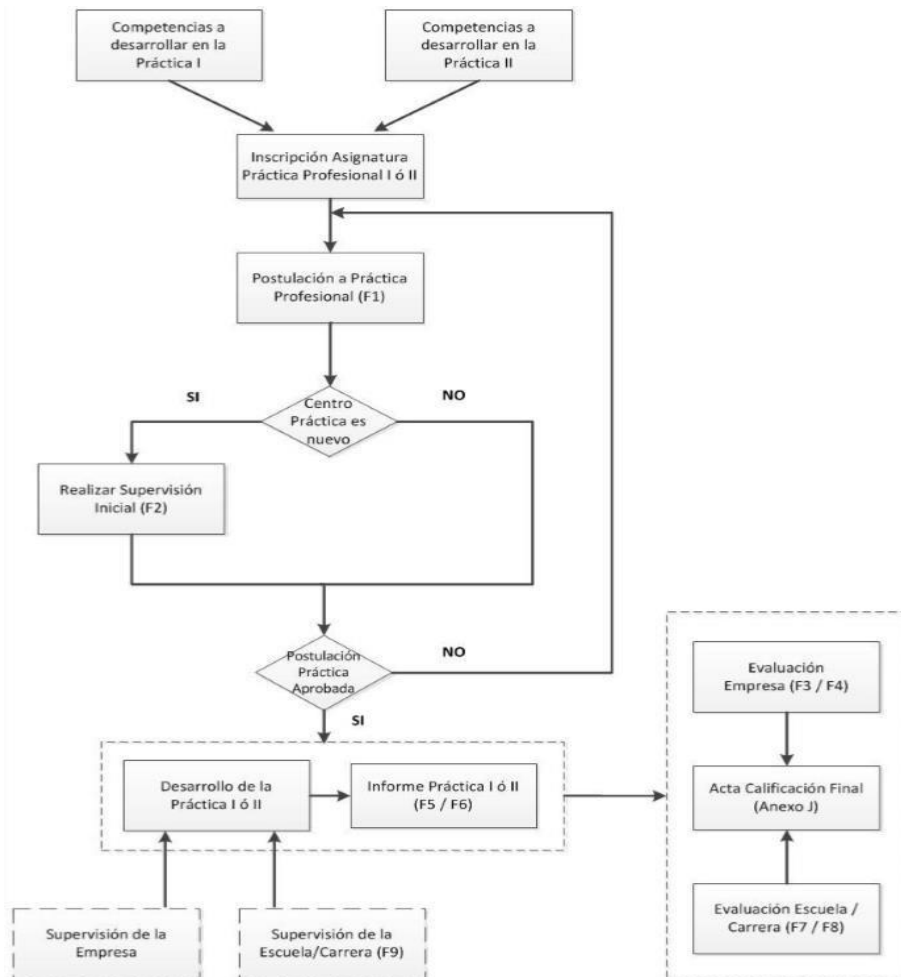 Competencias a
desarrollar en la
Práctica I
Competencias a
desarrollar en la
Práctica II
Inscripción Asignatura
Práctica Profesional I ó II
Postulación a Práctica
Profesional (F1)
SI
NO
Centro
Práctica es
nuevo
Realizar Supervisión
Inicial (F2)
Postulación
Práctica
Aprobada
NO
SI
Desarrollo de la
Práctica I ó II
Informe Práctica I ó II
(F5 / F6)
Supervisión de la
Empresa
Supervisión de la
Escuela/Carrera (F9)
Evaluación
Empresa (F3 / F4)
Acta Calificación Final
(Anexo J)
Evaluación Escuela /
Carrera (F7 / F8)